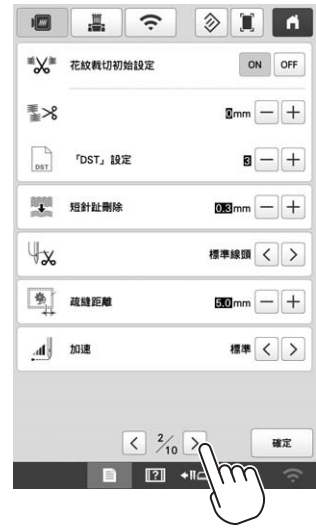 花紋裁切初始設定 ON OFF
0mm − +
DST 「DST」設定 3 − +
短針趾刪除 0.3mm − +
標準線頭 < >
疏縫距離 5.0mm − +
加速 標準 < >
< 2/10 > 確定